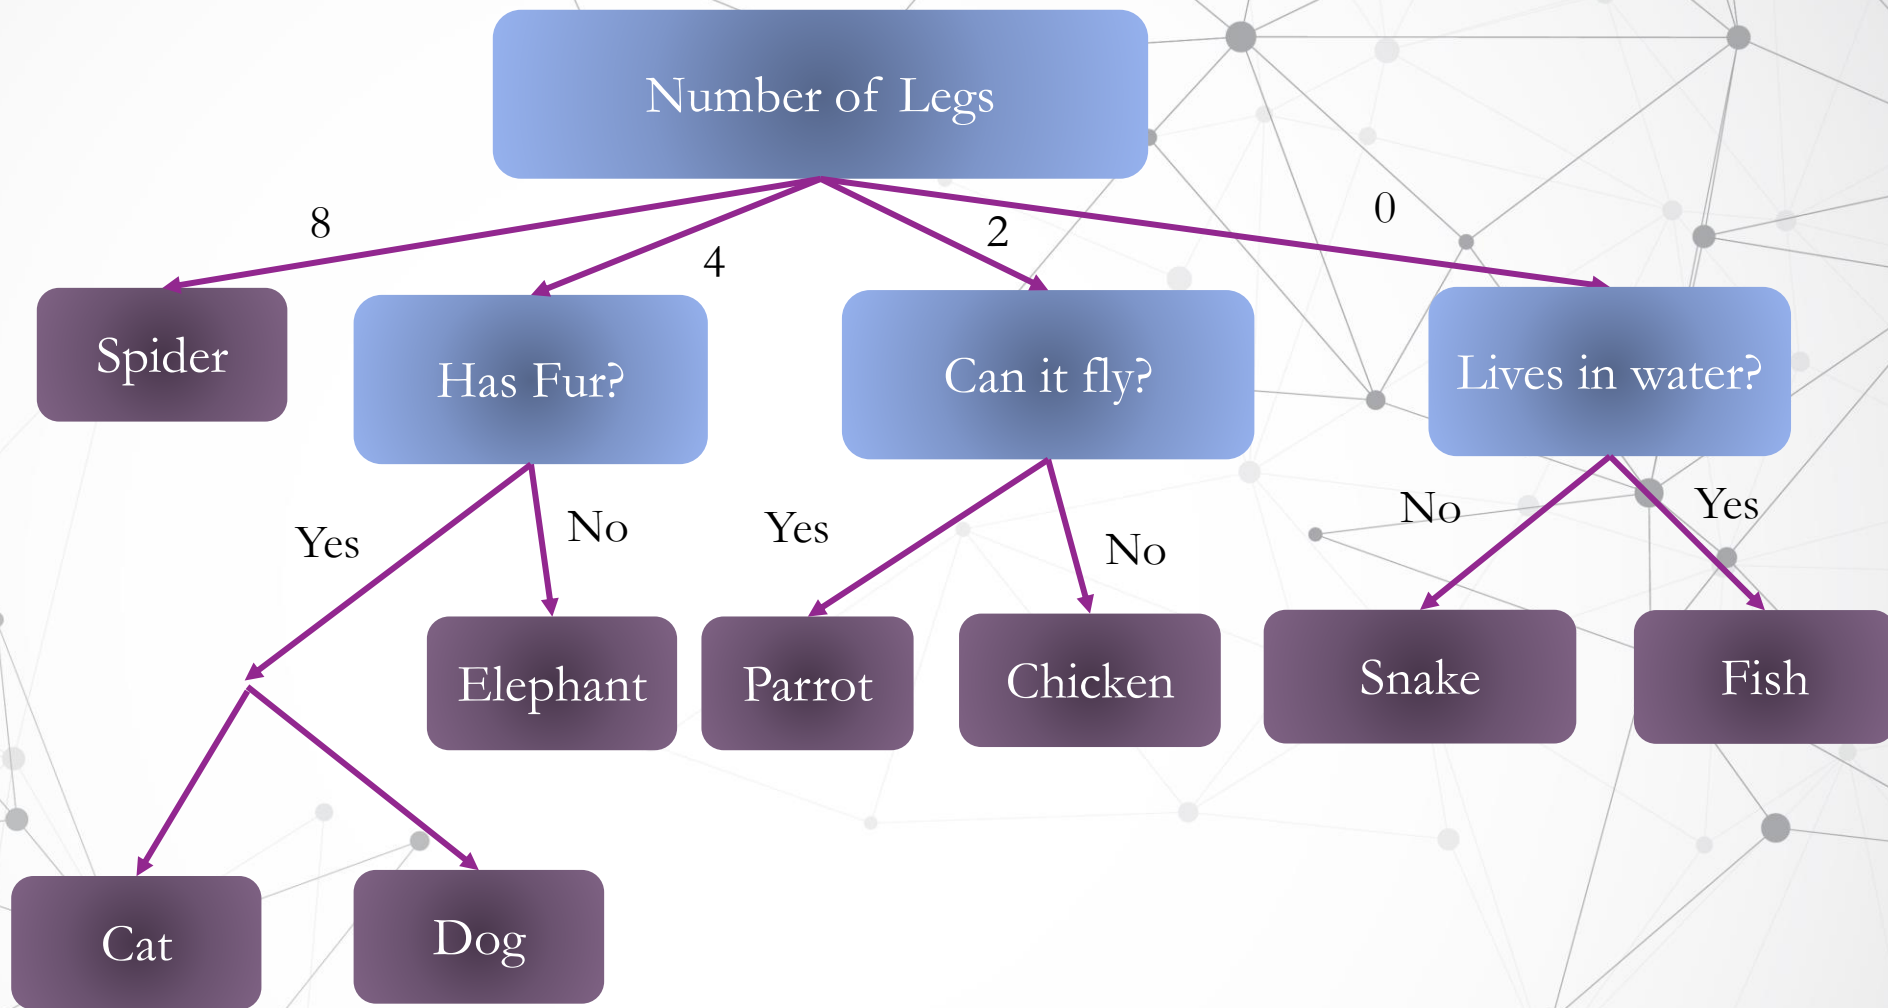 Number of Legs
8
4
2
0
Spider
Has Fur?
Can it fly?
Lives in water?
Yes
No
Yes
No
No
Yes
Elephant
Parrot
Chicken
Snake
Fish
Cat
Dog